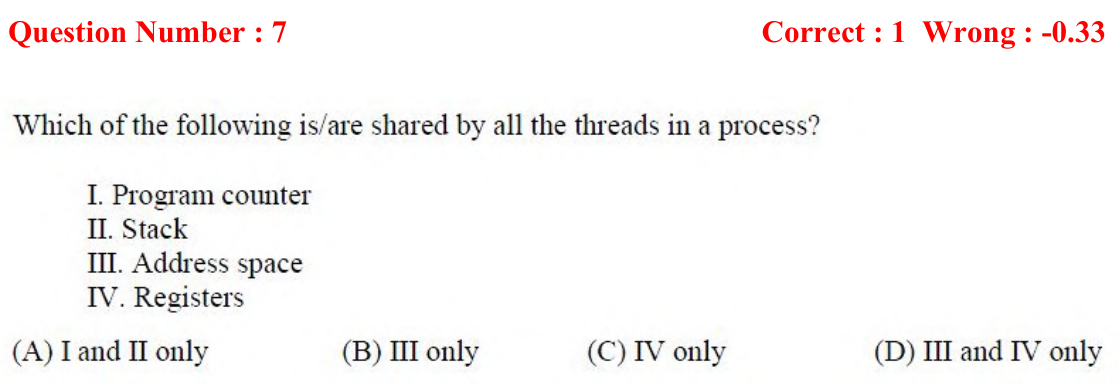 Question Number : 7 Correct : 1 Wrong : -0.33
Which of the following is/are shared by all the threads in a process?
I. Program counter
II. Stack
III. Address space
IV. Registers
(A) I and II only (B) III only (C) IV only (D) III and IV only